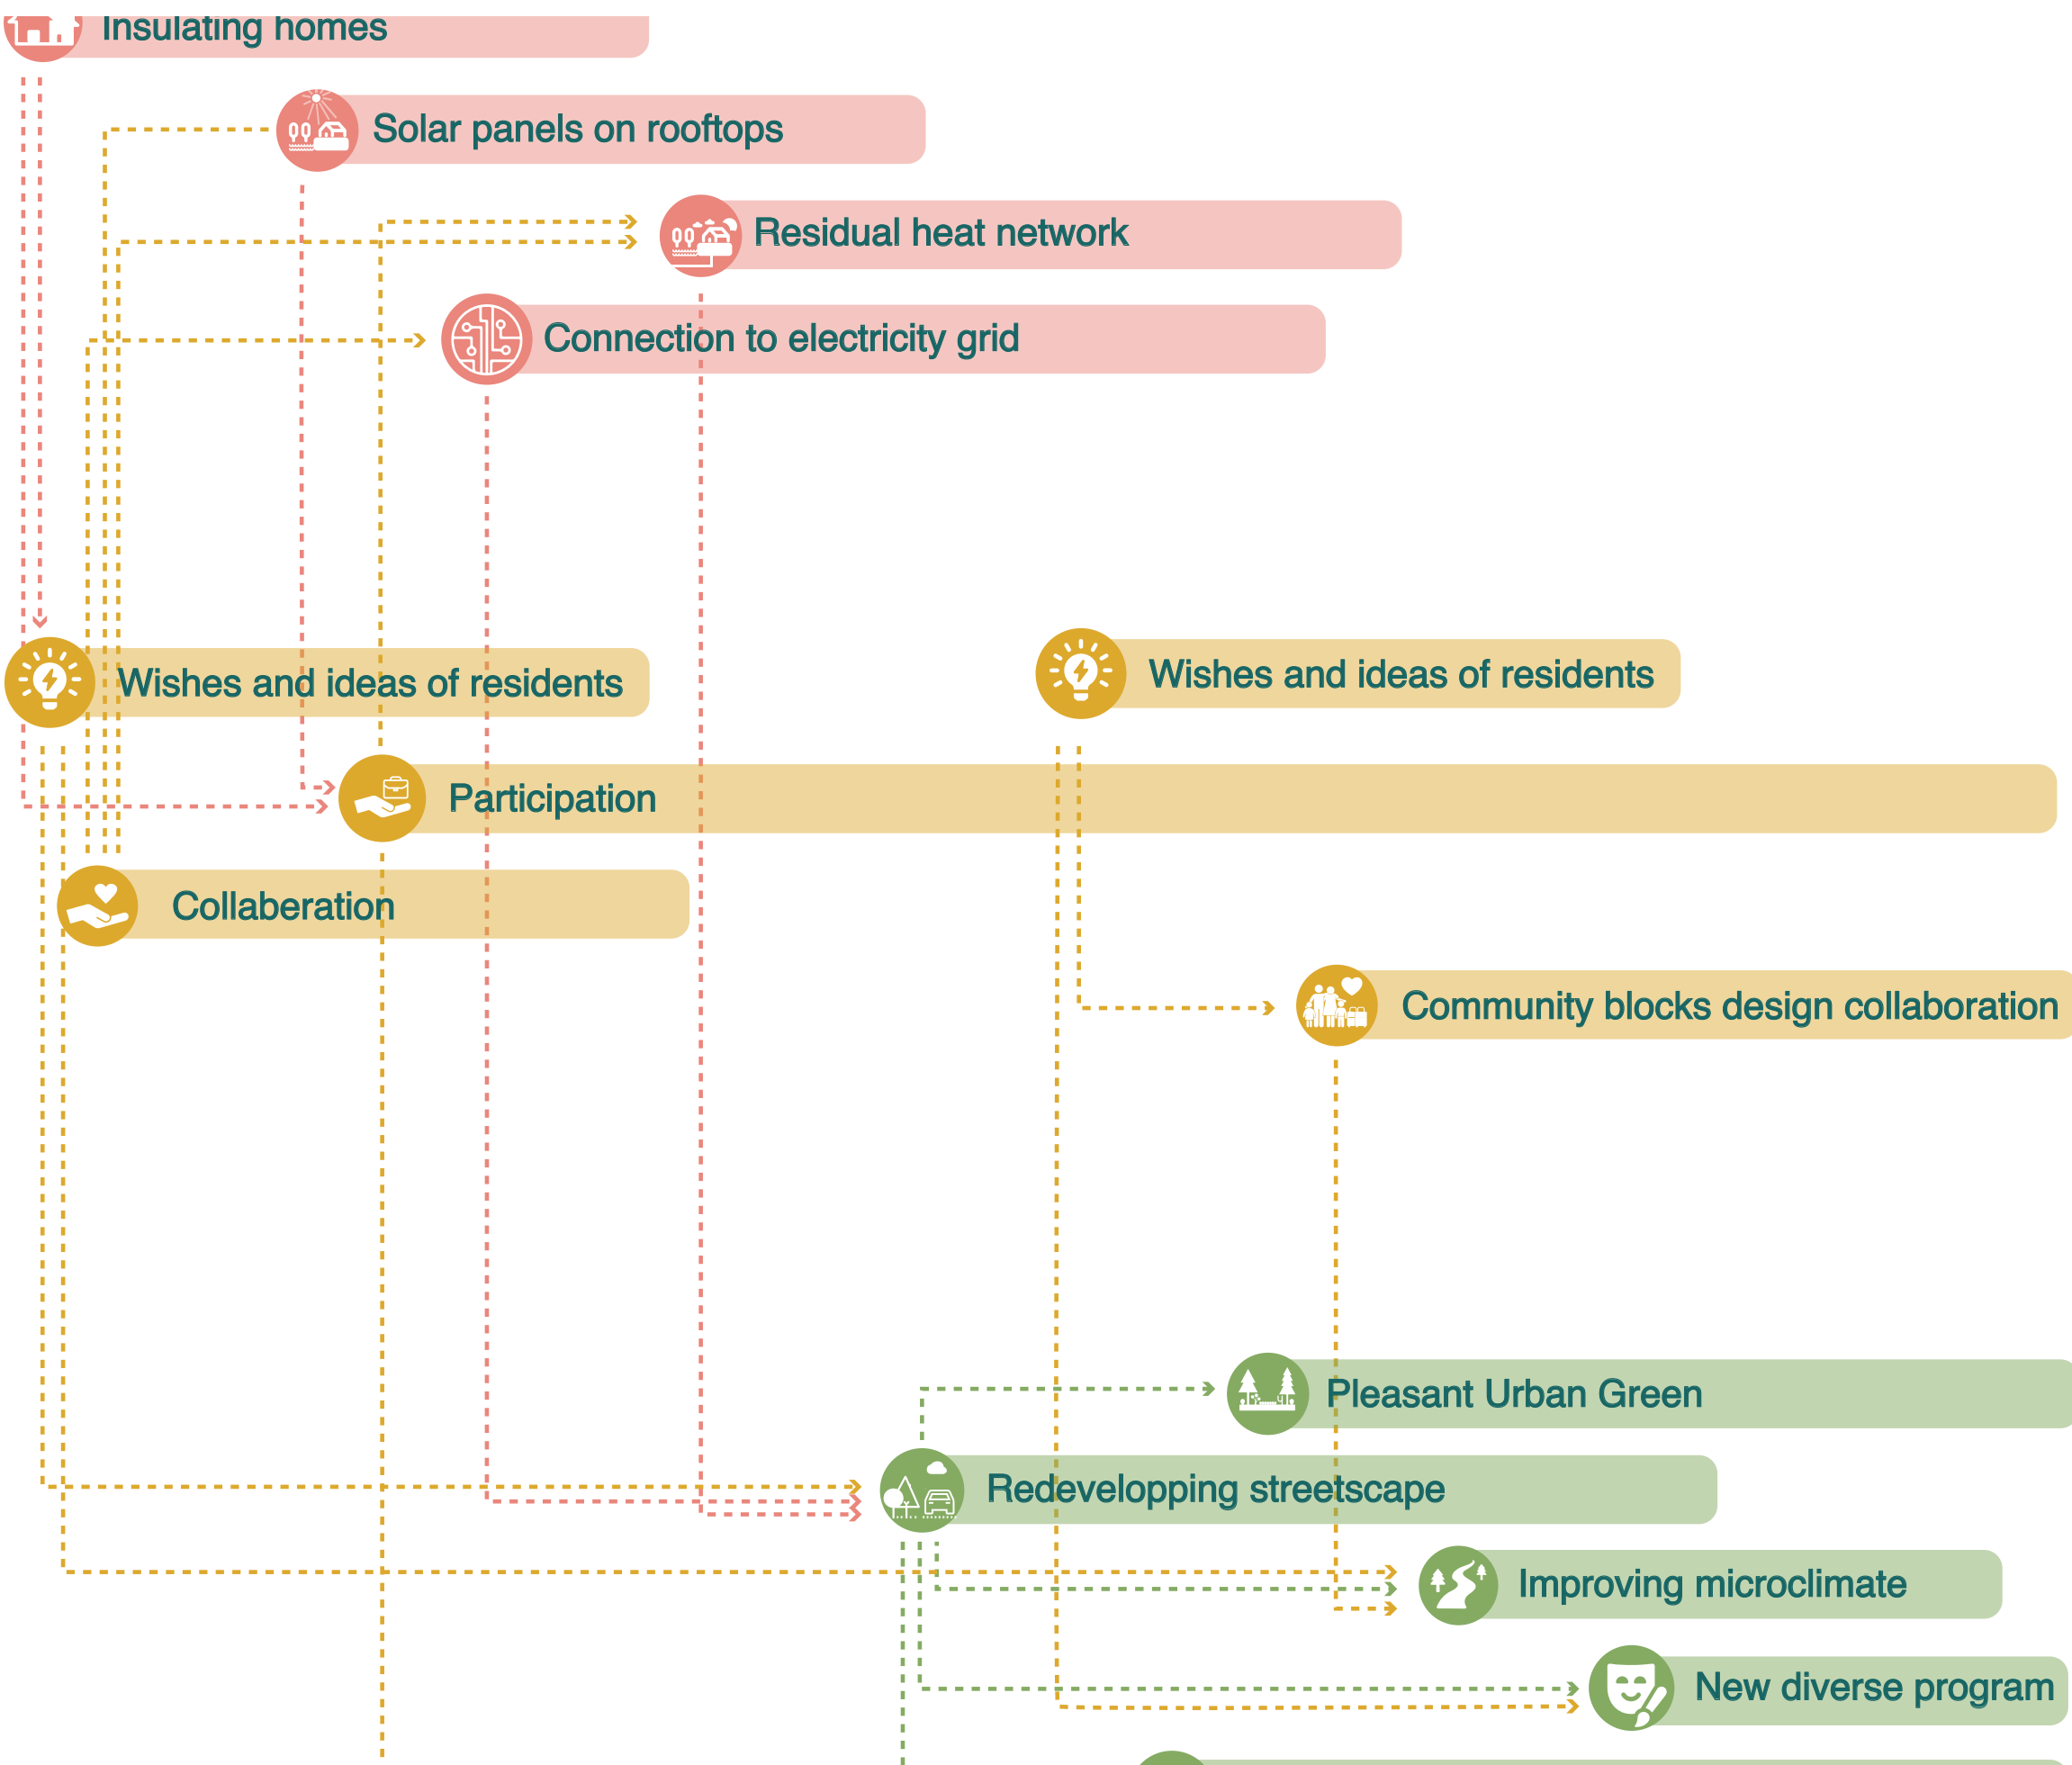 Insulating homes
Solar panels on rooftops
Residual heat network
Connection to electricity grid
Wishes and ideas of residents
Wishes and ideas of residents
Participation
Collaberation
Community blocks design collaboration
Pleasant Urban Green
Redevelopping streetscape
Improving microclimate
New diverse program